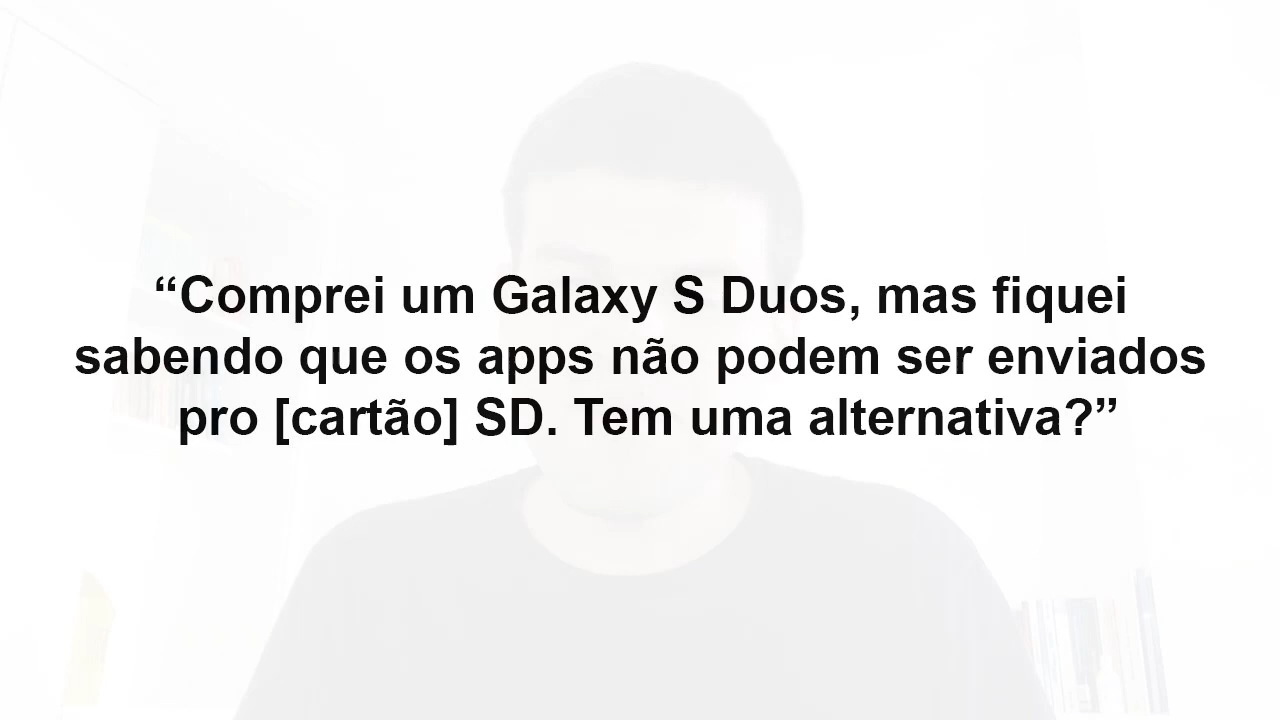 “Comprei um Galaxy S Duos, mas fiquei
sabendo que os apps não podem ser enviados
pro [cartão] SD. Tem uma alternativa?”